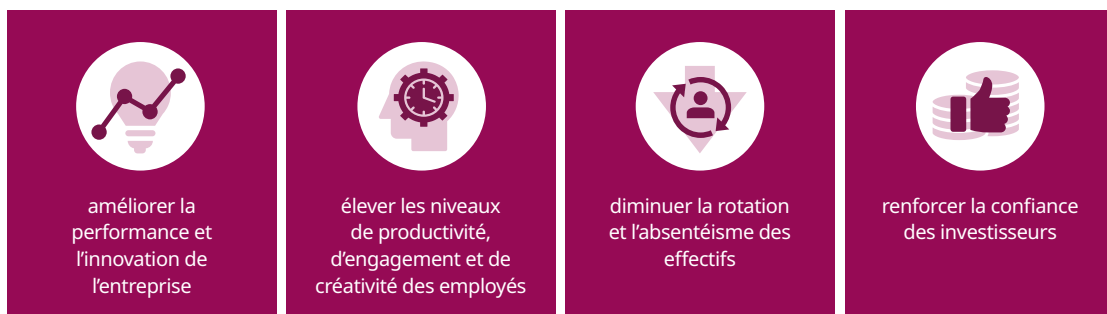 améliorer la
performance et
l'innovation de
l'entreprise
élever les niveaux
de productivité,
d'engagement et de
créativité des employés
diminuer la rotation
et l'absentéisme des
effectifs
renforcer la confiance
des investisseurs